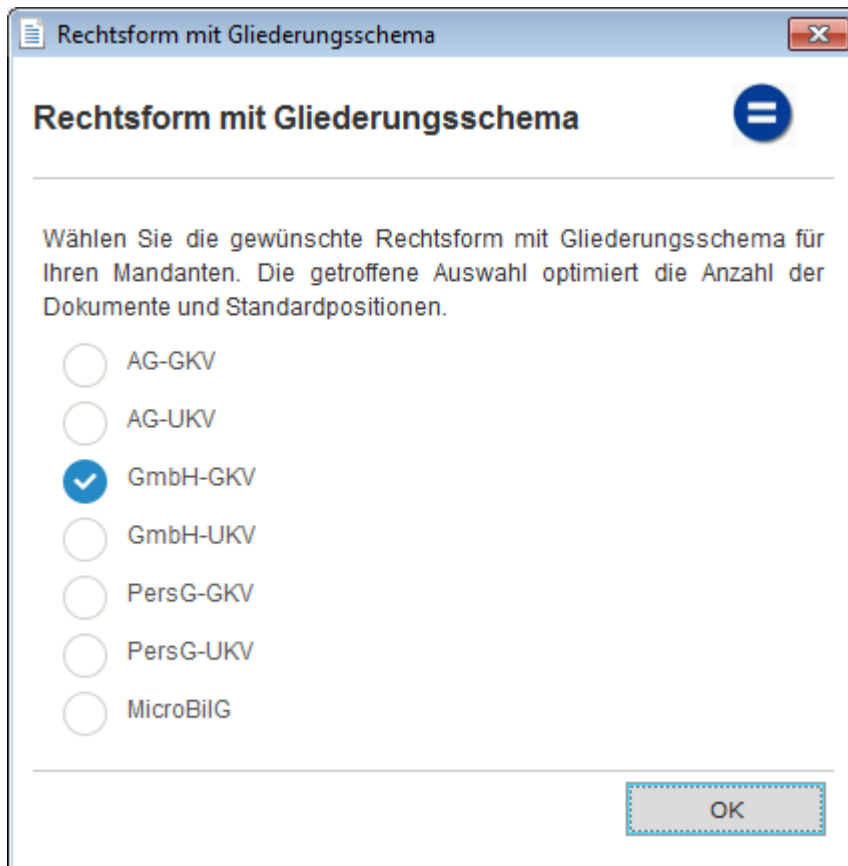 Rechtsform mit Gliederungsschema
Rechtsform mit Gliederungsschema
Wählen Sie die gewünschte Rechtsform mit Gliederungsschema für
Ihren Mandanten. Die getroffene Auswahl optimiert die Anzahl der
Dokumente und Standardpositionen.
AG-GKV
AG-UKV
GmbH-GKV
GmbH-UKV
PersG-GKV
PersG-UKV
MicroBilG
OK